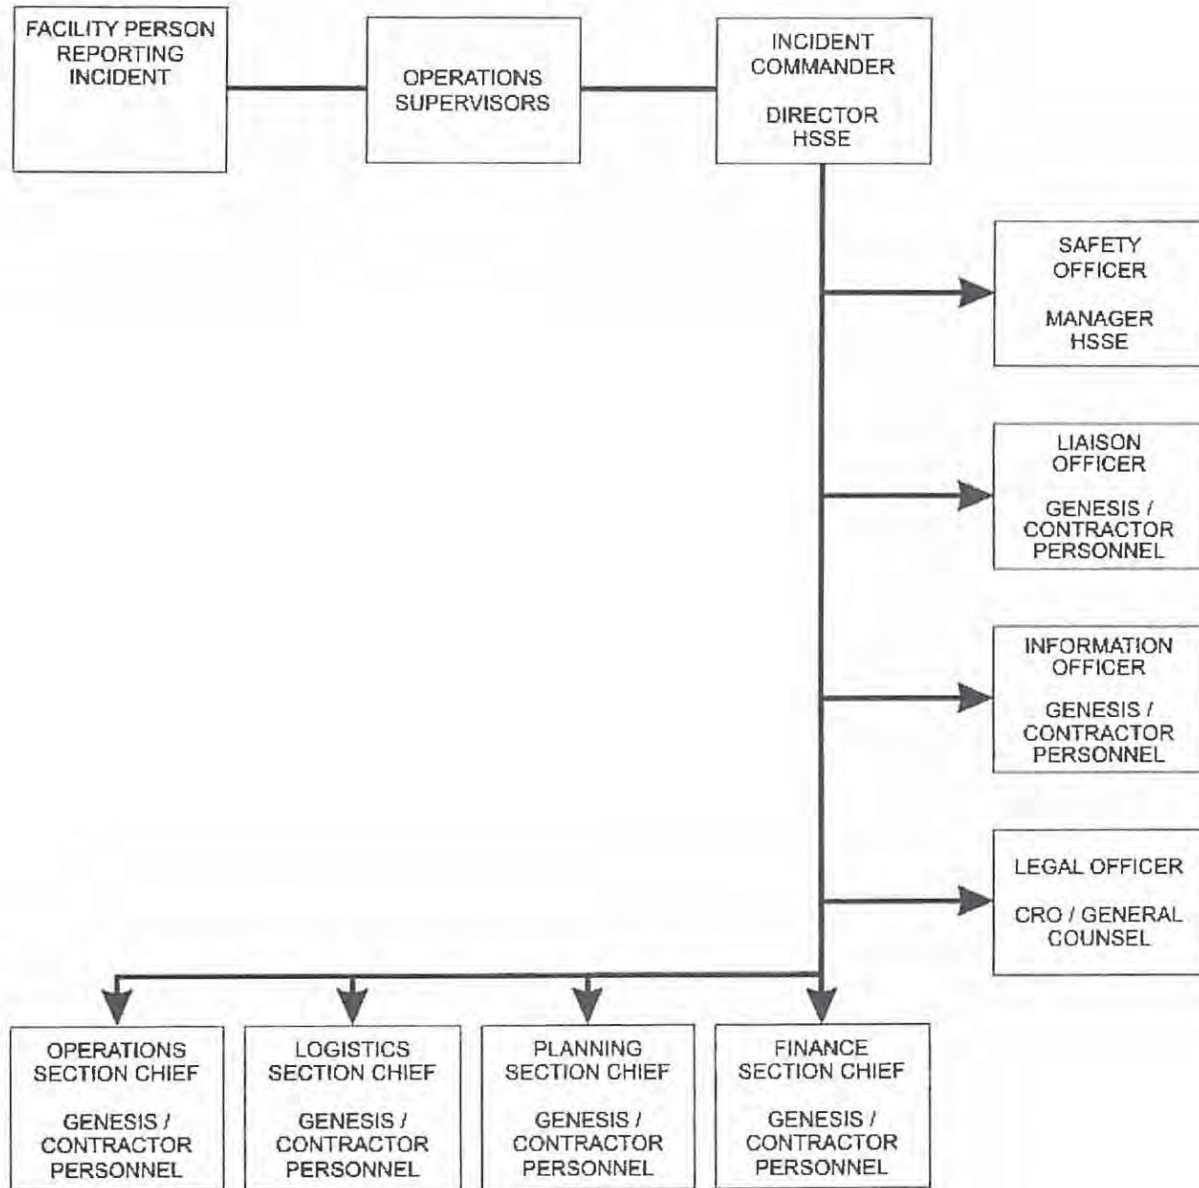 FACILITY PERSON
REPORTING
INCIDENT
OPERATIONS
SUPERVISORS
INCIDENT
COMMANDER
DIRECTOR
HSSE
SAFETY
OFFICER
MANAGER
HSSE
LIAISON
OFFICER
GENESIS /
CONTRACTOR
PERSONNEL
INFORMATION
OFFICER
GENESIS /
CONTRACTOR
PERSONNEL
LEGAL OFFICER
CRO / GENERAL
COUNSEL
OPERATIONS
SECTION CHIEF
GENESIS /
CONTRACTOR
PERSONNEL
LOGISTICS
SECTION CHIEF
GENESIS /
CONTRACTOR
PERSONNEL
PLANNING
SECTION CHIEF
GENESIS /
CONTRACTOR
PERSONNEL
FINANCE
SECTION CHIEF
GENESIS /
CONTRACTOR
PERSONNEL